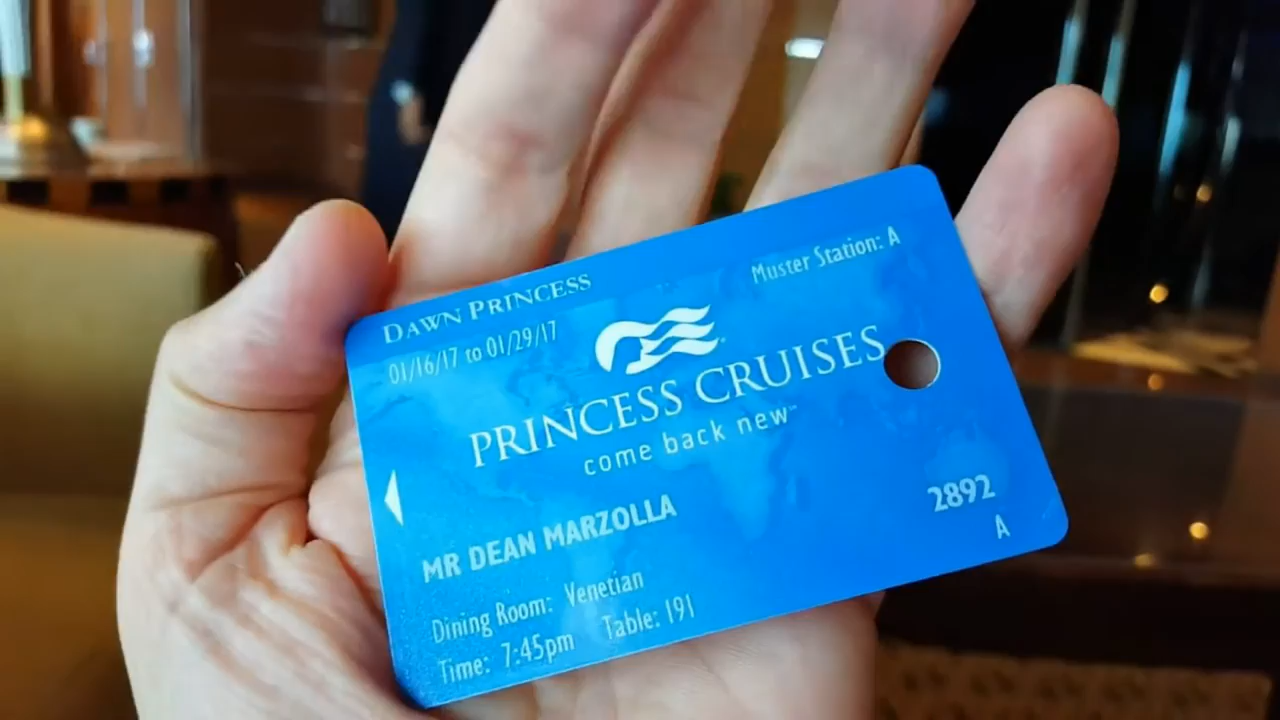 DAWN PRINCESS
Muster Station: A
01/16/17 to 01/29/17
PRINCESS CRUISES
come back new℠
MR DEAN MARZOLLA
2892
A
Dining Room: Venetian
Time: 7:45pm Table: 191